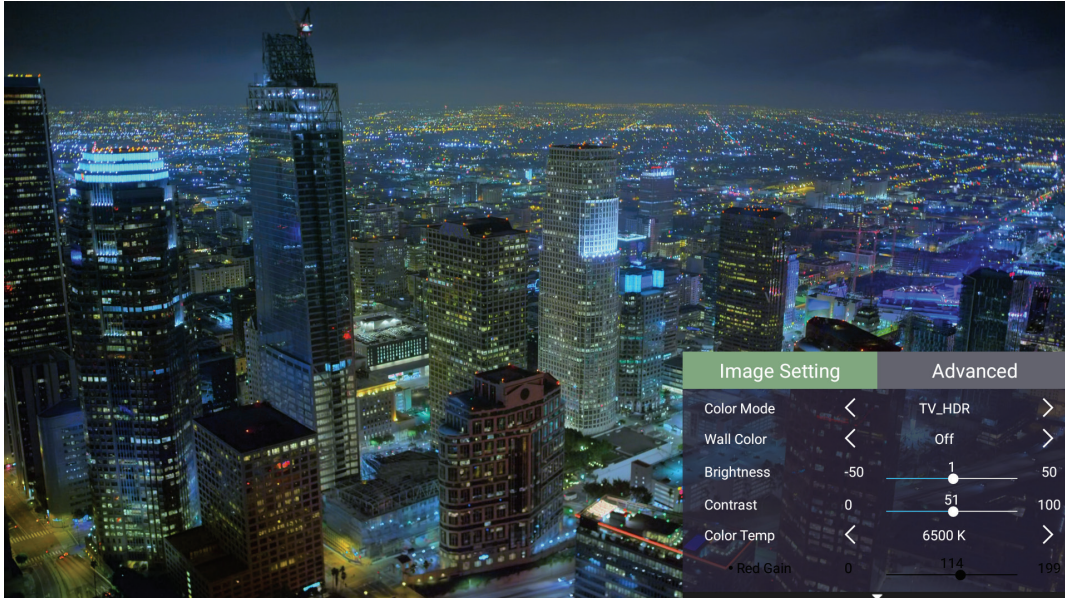 Image Setting Advanced
Color Mode TV_HDR
Wall Color Off
Brightness -50 1 50
Contrast 0 51 100
Color Temp 6500 K
• Red Gain 0 114 199